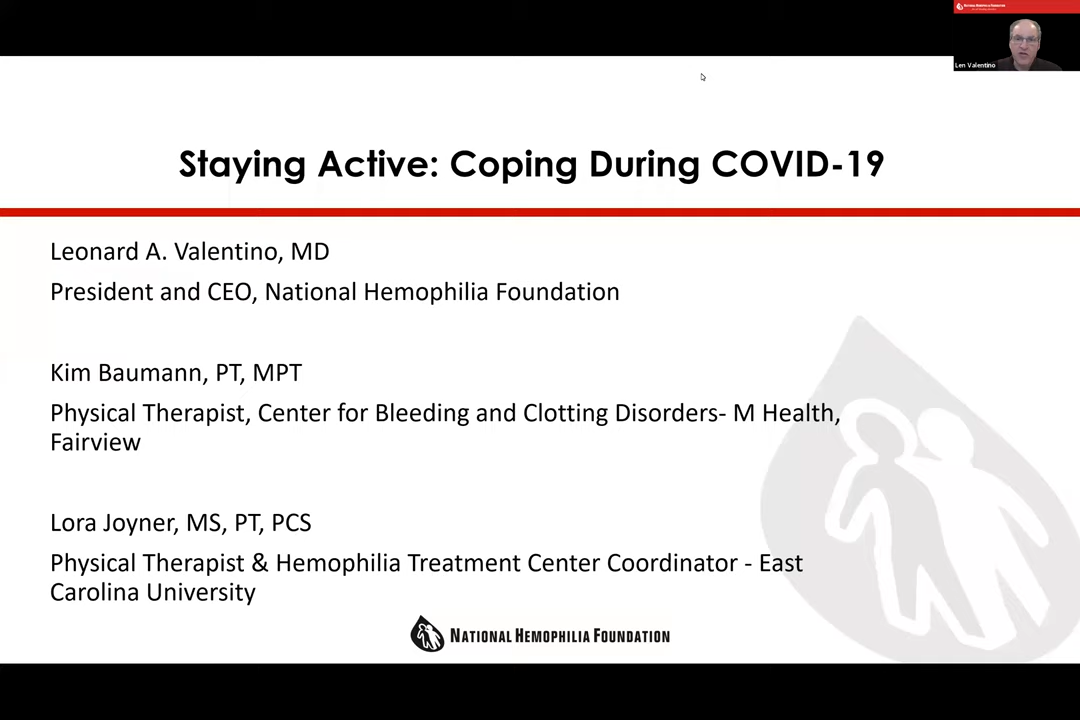 Len Valentino
Staying Active: Coping During COVID-19
Leonard A. Valentino, MD
President and CEO, National Hemophilia Foundation
Kim Baumann, PT, MPT
Physical Therapist, Center for Bleeding and Clotting Disorders- M Health,
Fairview
Lora Joyner, MS, PT, PCS
Physical Therapist & Hemophilia Treatment Center Coordinator - East
Carolina University
NATIONAL HEMOPHILIA FOUNDATION